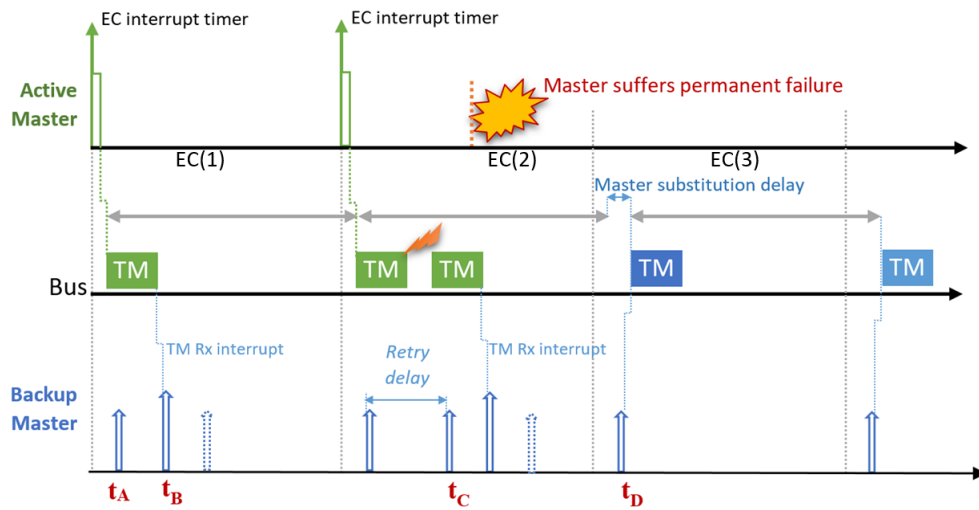 EC interrupt timer
EC interrupt timer
Active
Master
Master suffers permanent failure
EC(1)
EC(2)
EC(3)
Master substitution delay
TM
TM
TM
TM
TM
Bus
TM Rx interrupt
Retry
delay
TM Rx interrupt
Backup
Master
tA
tB
tC
tD